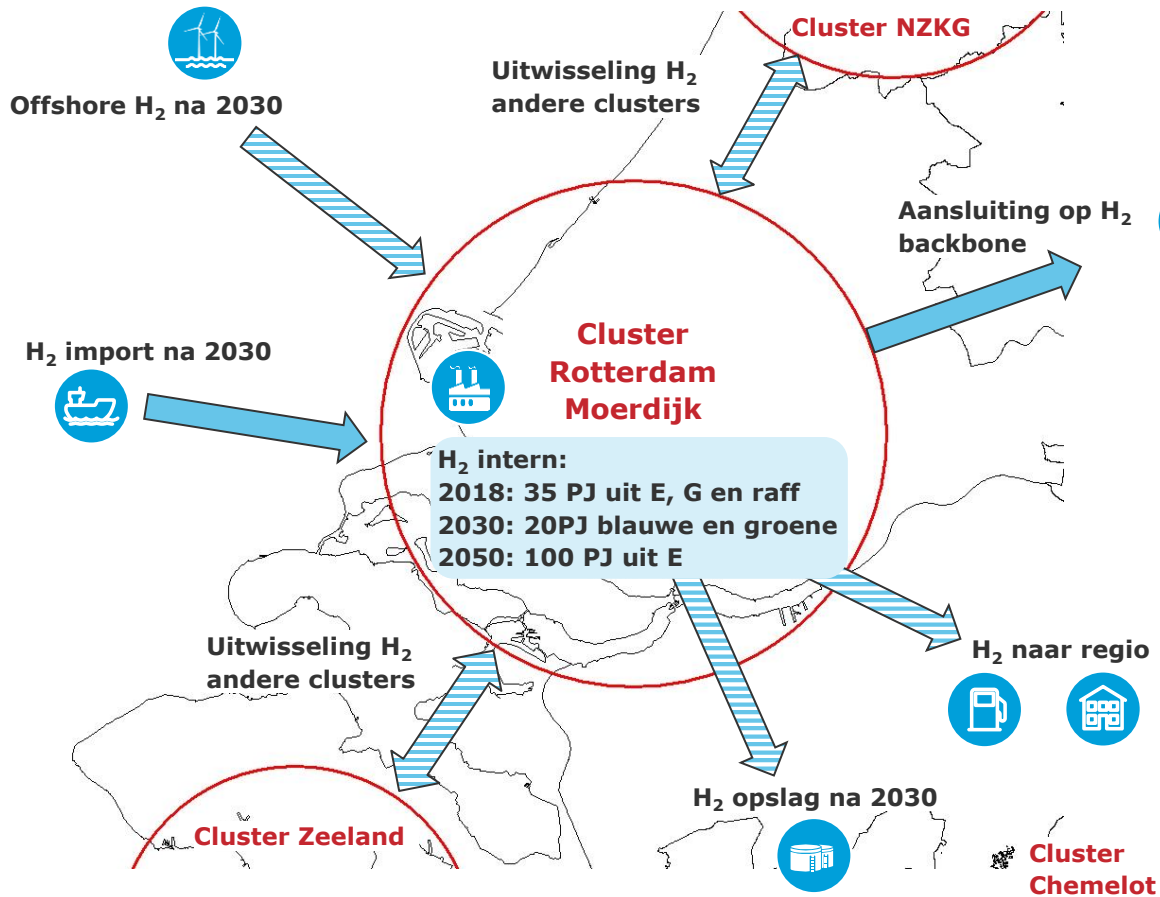 Cluster NZKG
Uitwisseling H₂
andere clusters
Offshore H₂ na 2030
Aansluiting op H₂
backbone
H₂ import na 2030
Cluster
Rotterdam
Moerdijk
H₂ intern:
2018: 35 PJ uit E, G en raff
2030: 20PJ blauwe en groene
2050: 100 PJ uit E
Uitwisseling H₂
andere clusters
H₂ naar regio
H₂ opslag na 2030
Cluster Zeeland
Cluster
Chemelot